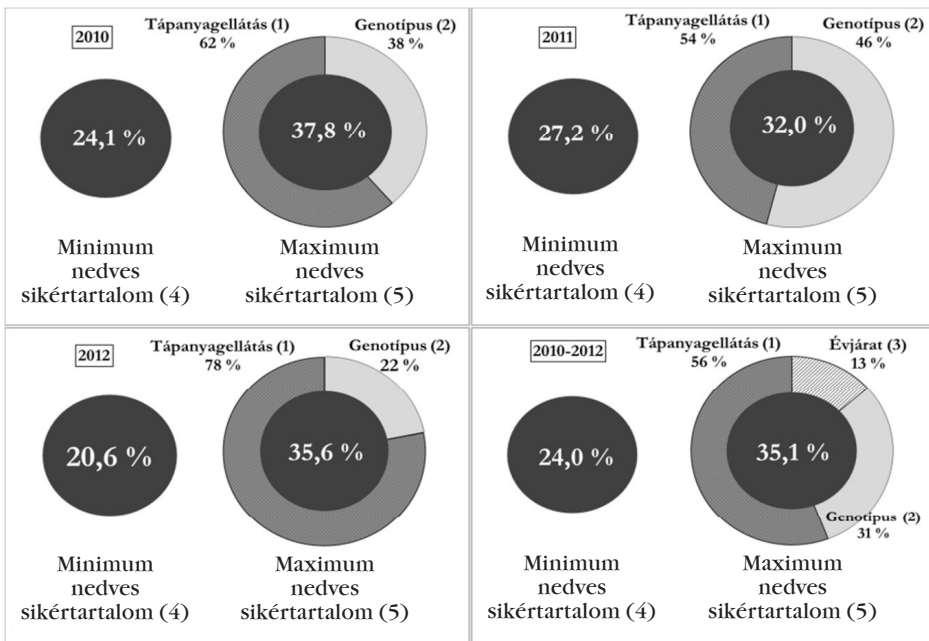 2010
Tápanyagellátás (1)
62 %
Genotípus (2)
38 %
24,1 %
37,8 %
Minimum
nedves
sikértartalom (4)
Maximum
nedves
sikértartalom (5)
2011
Tápanyagellátás (1)
54 %
Genotípus (2)
46 %
27,2 %
32,0 %
Minimum
nedves
sikértartalom (4)
Maximum
nedves
sikértartalom (5)
2012
Tápanyagellátás (1)
78 %
Genotípus (2)
22 %
20,6 %
35,6 %
Minimum
nedves
sikértartalom (4)
Maximum
nedves
sikértartalom (5)
2010-2012
Tápanyagellátás (1)
56 %
Évjárat (3)
13 %
24,0 %
35,1 %
Genotípus (2)
31 %
Minimum
nedves
sikértartalom (4)
Maximum
nedves
sikértartalom (5)